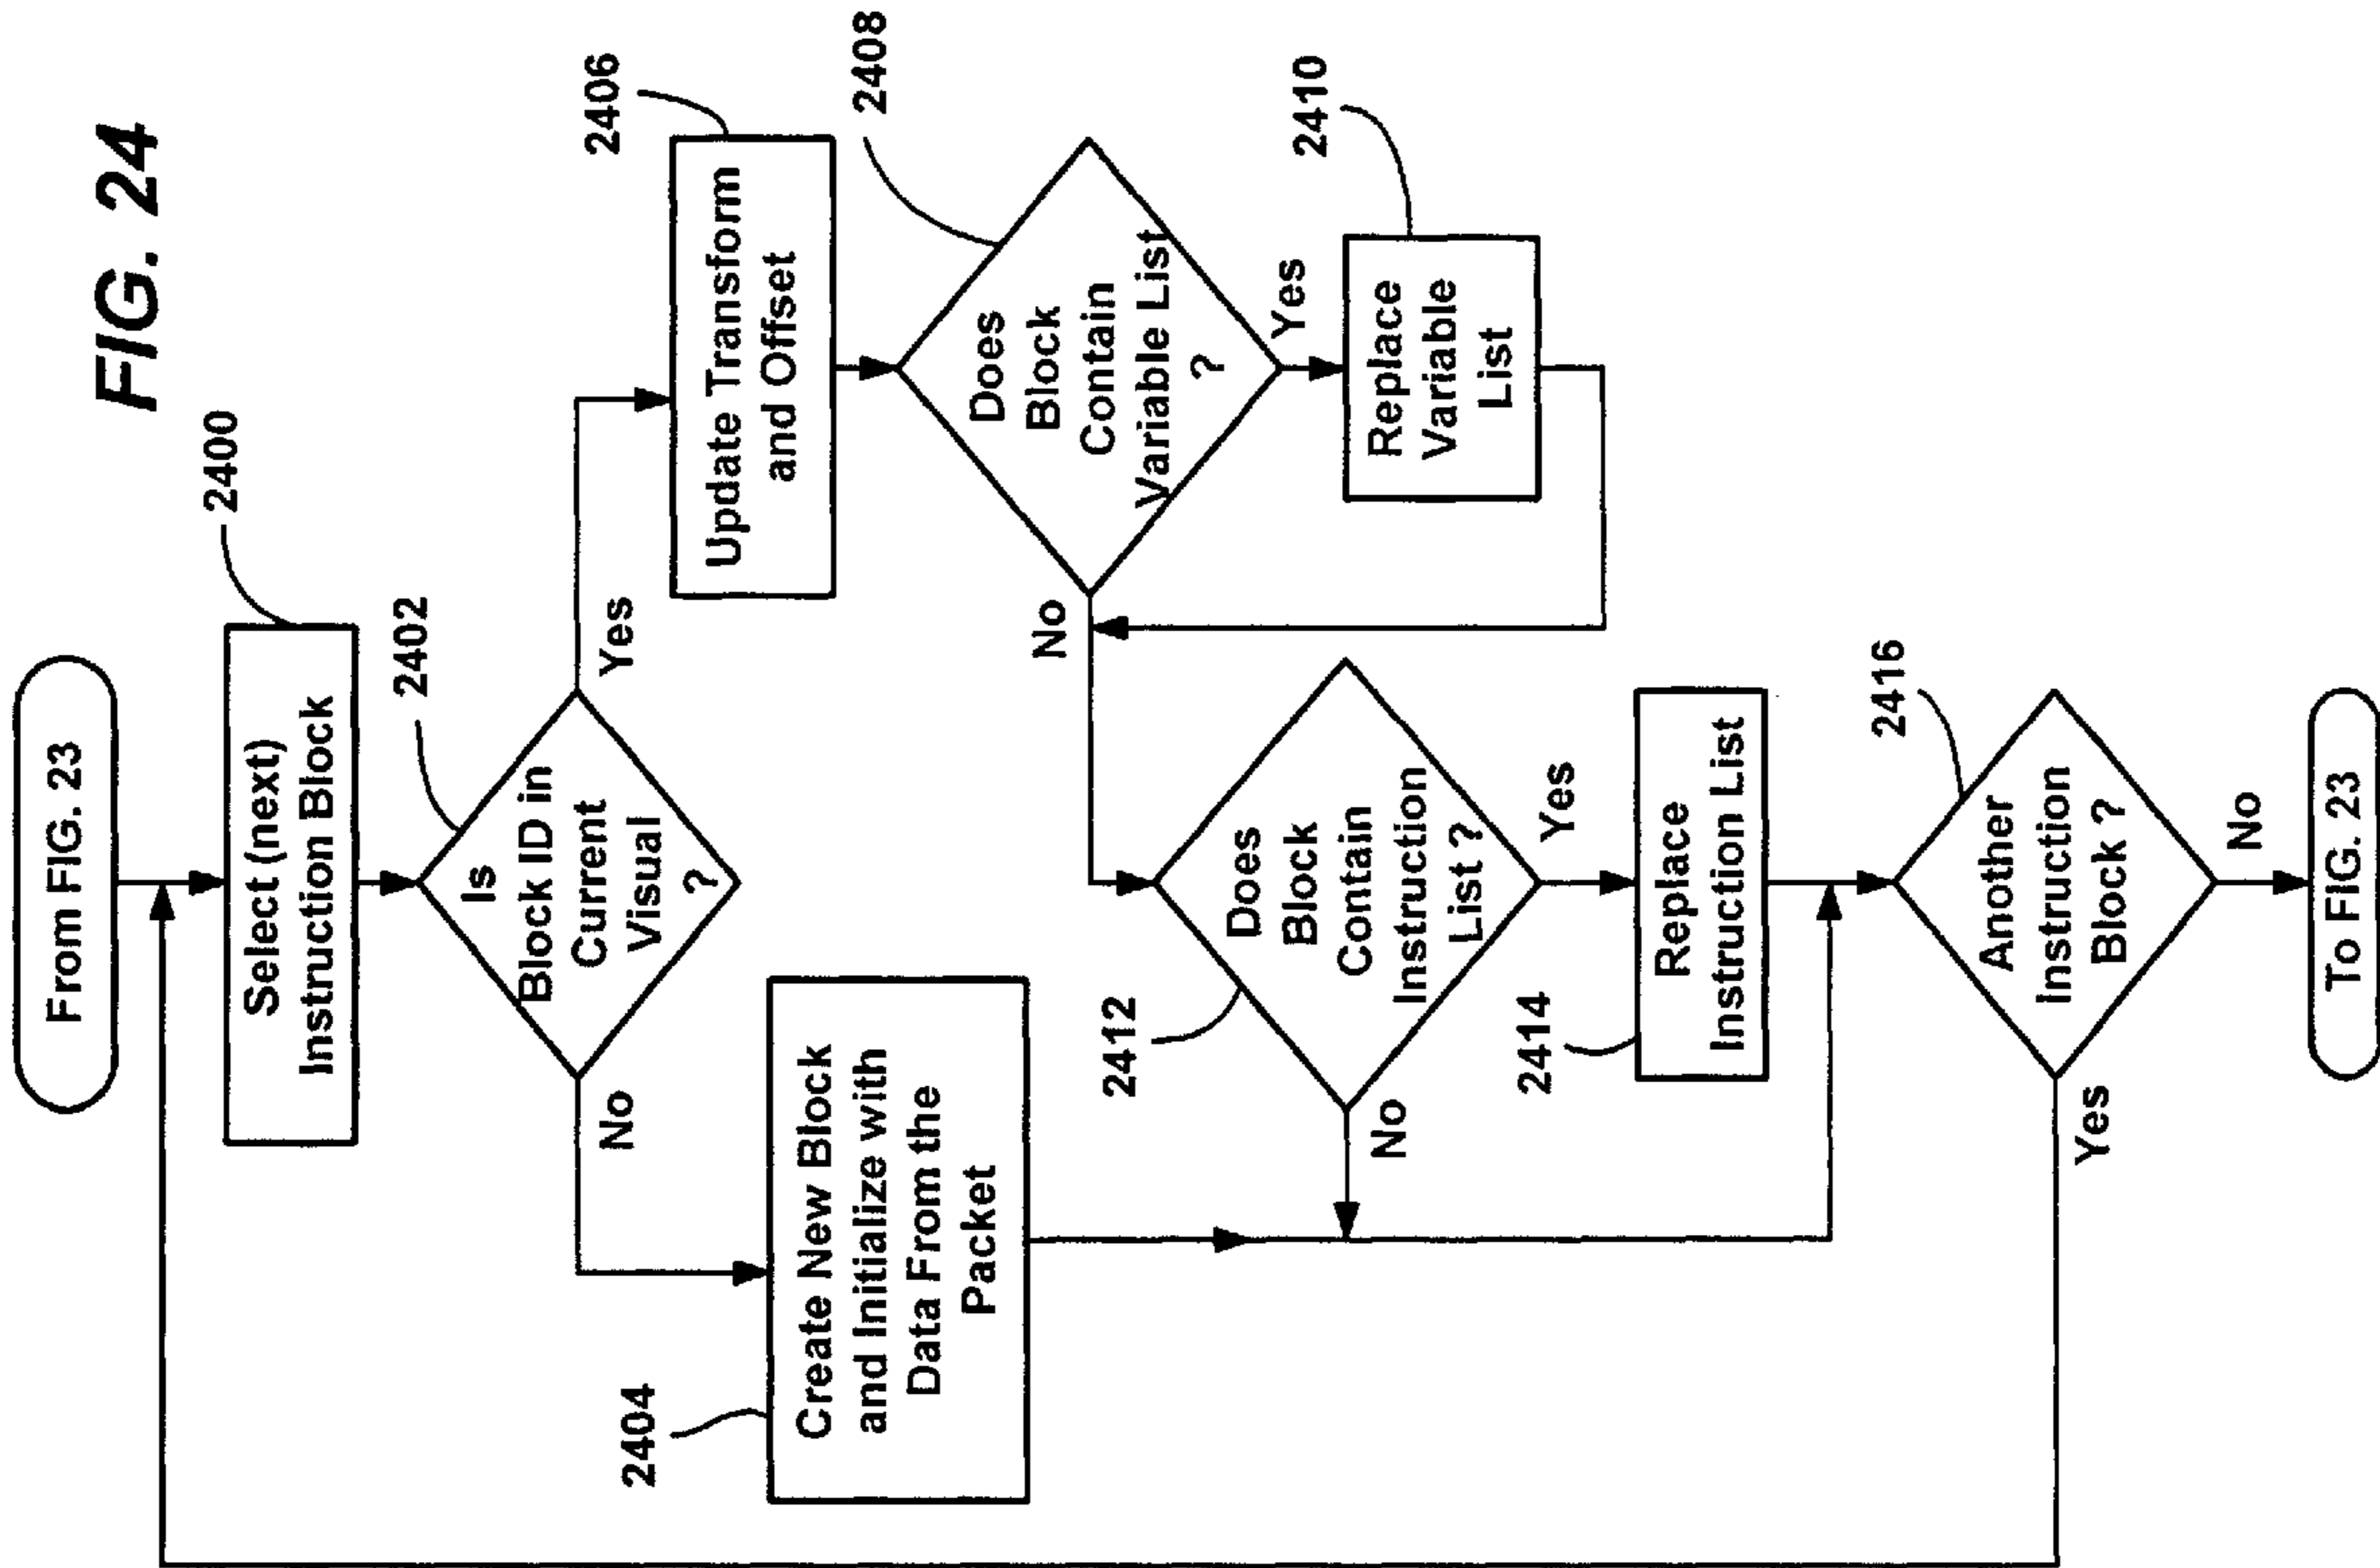 FIG. 24
From FIG. 23
2400
Select (next)
Instruction Block
2402
Is
Block ID in
Current
Visual
?
No
Yes
2404
Create New Block
and Initialize with
Data From the
Packet
2406
Update Transform
and Offset
2408
Does
Block
Contain
Variable List
?
No
Yes
2410
Replace
Variable
List
2412
Does
Block
Contain
Instruction
List ?
No
Yes
2414
Replace
Instruction List
2416
Another
Instruction
Block ?
Yes
No
To FIG. 23